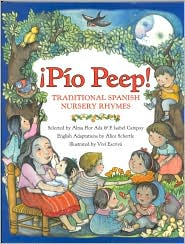 ¡Pío Peep!
TRADITIONAL SPANISH
NURSERY RHYMES
Selected by Alma Flor Ada & F. Isabel Campoy
English Adaptations by Alice Schertle
Illustrated by Viví Escrivá